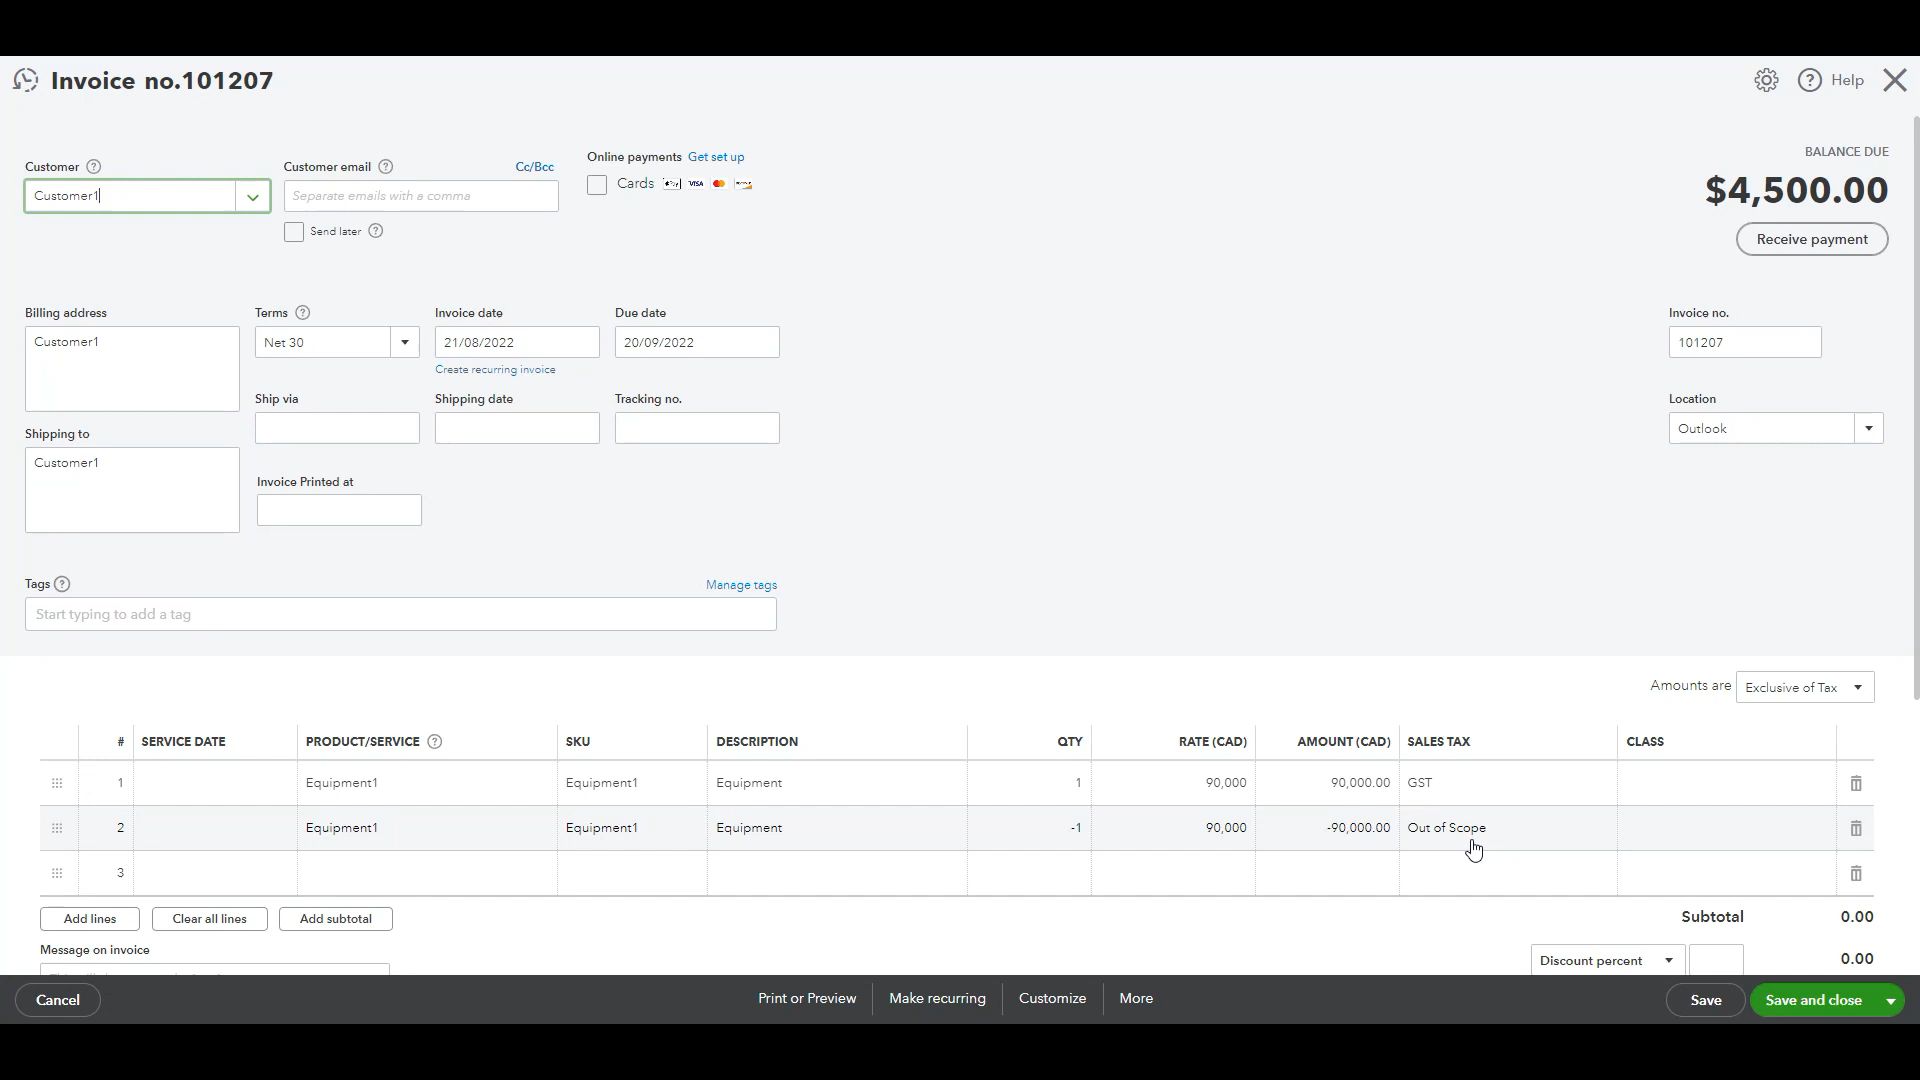 Invoice no.101207
Help
Customer
Customer email
Cc/Bcc
Online payments Get set up
BALANCE DUE
Customer1
Separate emails with a comma
Cards
VISA
$4,500.00
Send later
Receive payment
Billing address
Terms
Invoice date
Due date
Invoice no.
Customer1
Net 30
21/08/2022
20/09/2022
101207
Create recurring invoice
Ship via
Shipping date
Tracking no.
Location
Outlook
Shipping to
Customer1
Invoice Printed at
Tags
Manage tags
Start typing to add a tag
Amounts are Exclusive of Tax
# SERVICE DATE PRODUCT/SERVICE SKU DESCRIPTION QTY RATE (CAD) AMOUNT (CAD) SALES TAX CLASS
1 Equipment1 Equipment1 Equipment 1 90,000 90,000.00 GST
2 Equipment1 Equipment1 Equipment -1 90,000 -90,000.00 Out of Scope
3
Add lines Clear all lines Add subtotal
Subtotal 0.00
Message on invoice
Discount percent 0.00
Cancel
Print or Preview
Make recurring
Customize
More
Save
Save and close